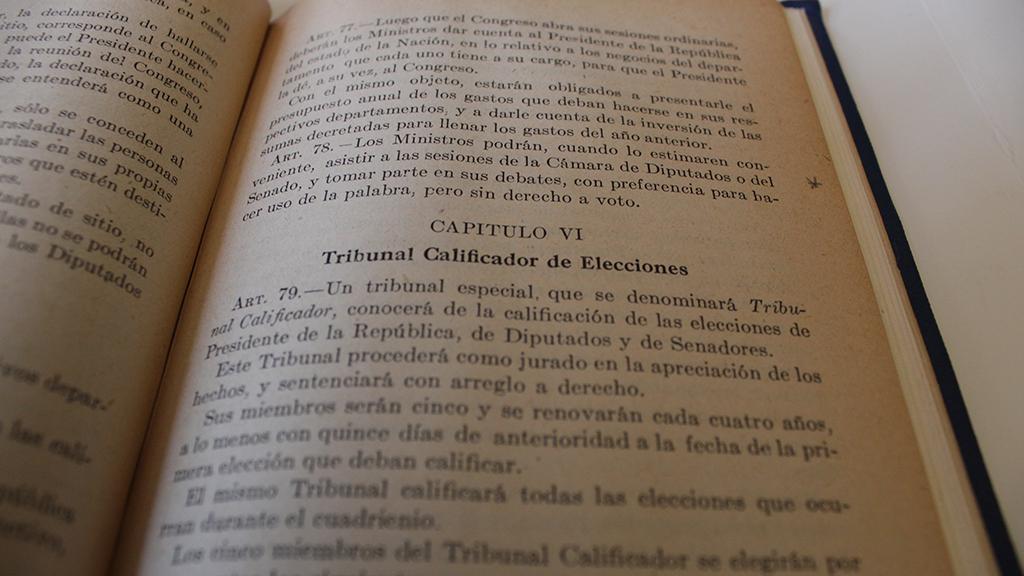 y en
, en caso
la declaración de hallarse
sitio, corresponde al Congre-
puede el Presidente hacer-
la reunión del Congreso,
do, la declaración que ha
se entenderá como una
sólo se conceden al
trasladar las personas
arias en sus propias
ros que estén desti-
es.
tado de sitio, no
las no se podrán
los Diputados
depar-
ART. 77.—Luego que el Congreso abra sus sesiones ordinarias,
deberán los Ministros dar cuenta al Presidente de la República
del estado de la Nación, en lo relativo a los negocios del depar-
tamento que cada uno tiene a su cargo, para que el Presidente
la dé, a su vez, al Congreso.
Con el mismo objeto, estarán obligados a presentarle el
presupuesto anual de los gastos que deban hacerse en sus res-
pectivos departamentos, y a darle cuenta de la inversión de las
sumas decretadas para llenar los gastos del año anterior.
ART. 78.—Los Ministros podrán, cuando lo estimaren con-
veniente, asistir a las sesiones de la Cámara de Diputados o del
Senado, y tomar parte en sus debates, con preferencia para ha-
cer uso de la palabra, pero sin derecho a voto.
CAPITULO VI
Tribunal Calificador de Elecciones
ART. 79.—Un tribunal especial, que se denominará Tribu-
nal Calificador, conocerá de la calificación de las elecciones de
Presidente de la República, de Diputados y de Senadores.
Este Tribunal procederá como jurado en la apreciación de los
hechos, y sentenciará con arreglo a derecho.
Sus miembros serán cinco y se renovarán cada cuatro años,
a lo menos con quince días de anterioridad a la fecha de la pri-
mera elección que deban calificar.
El mismo Tribunal calificará todas las elecciones que ocu-
rran durante el cuadrienio.
Los cinco miembros del Tribunal Calificador se elegirán por